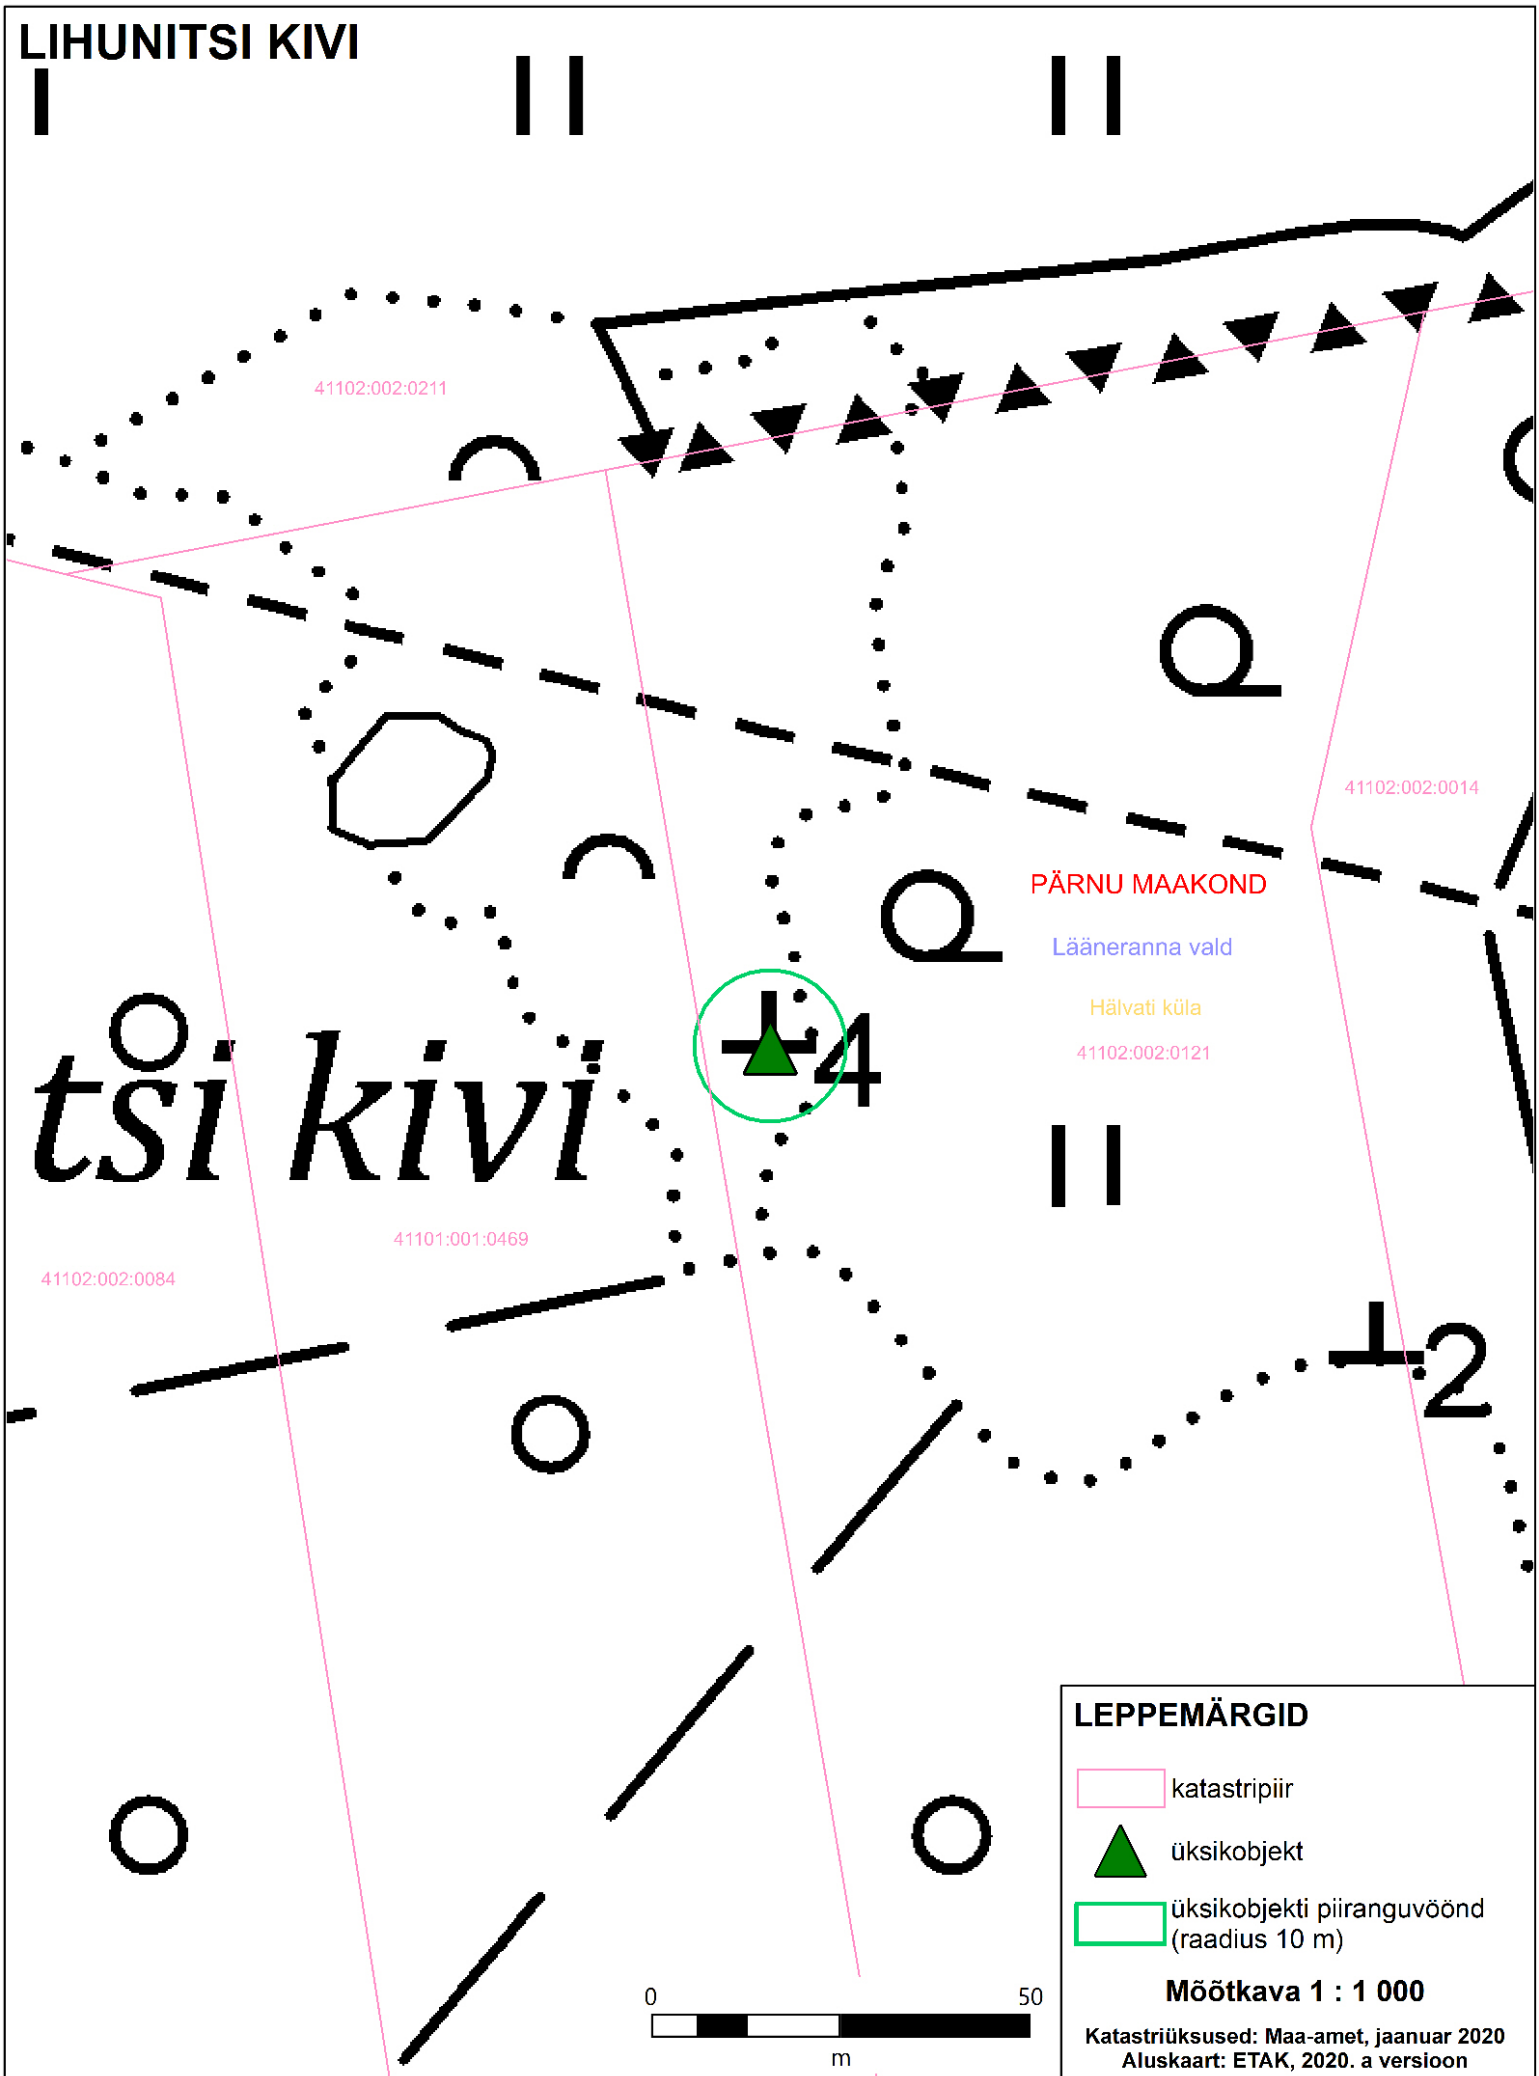 LIHUNITSI KIVI
41102:002:0211
41102:002:0014
PÄRNU MAAKOND
Lääneranna vald
Hälvati küla
41102:002:0121
4
tsi kivi
41101:001:0469
41102:002:0084
2
LEPPEMÄRGID
katastripiir
üksikobjekt
üksikobjekti piiranguvöönd
(raadius 10 m)
Mõõtkava 1 : 1 000
Katastriüksused: Maa-amet, jaanuar 2020
Aluskaart: ETAK, 2020. a versioon
0 50
m